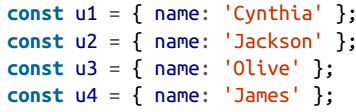 const u1 = { name: 'Cynthia' };
const u2 = { name: 'Jackson' };
const u3 = { name: 'Olive' };
const u4 = { name: 'James' };